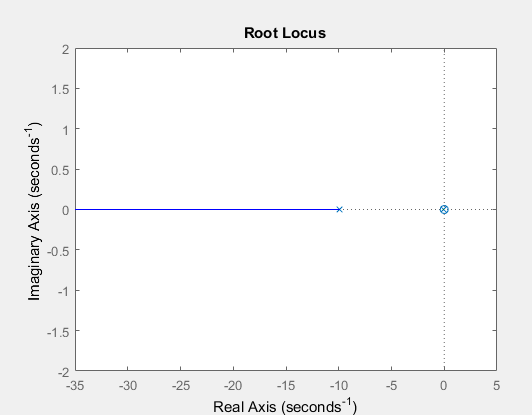 Root Locus
2
1.5
1
0.5
0
-0.5
-1
-1.5
-2
Imaginary Axis (seconds⁻¹)
-35 -30 -25 -20 -15 -10 -5 0 5
Real Axis (seconds⁻¹)